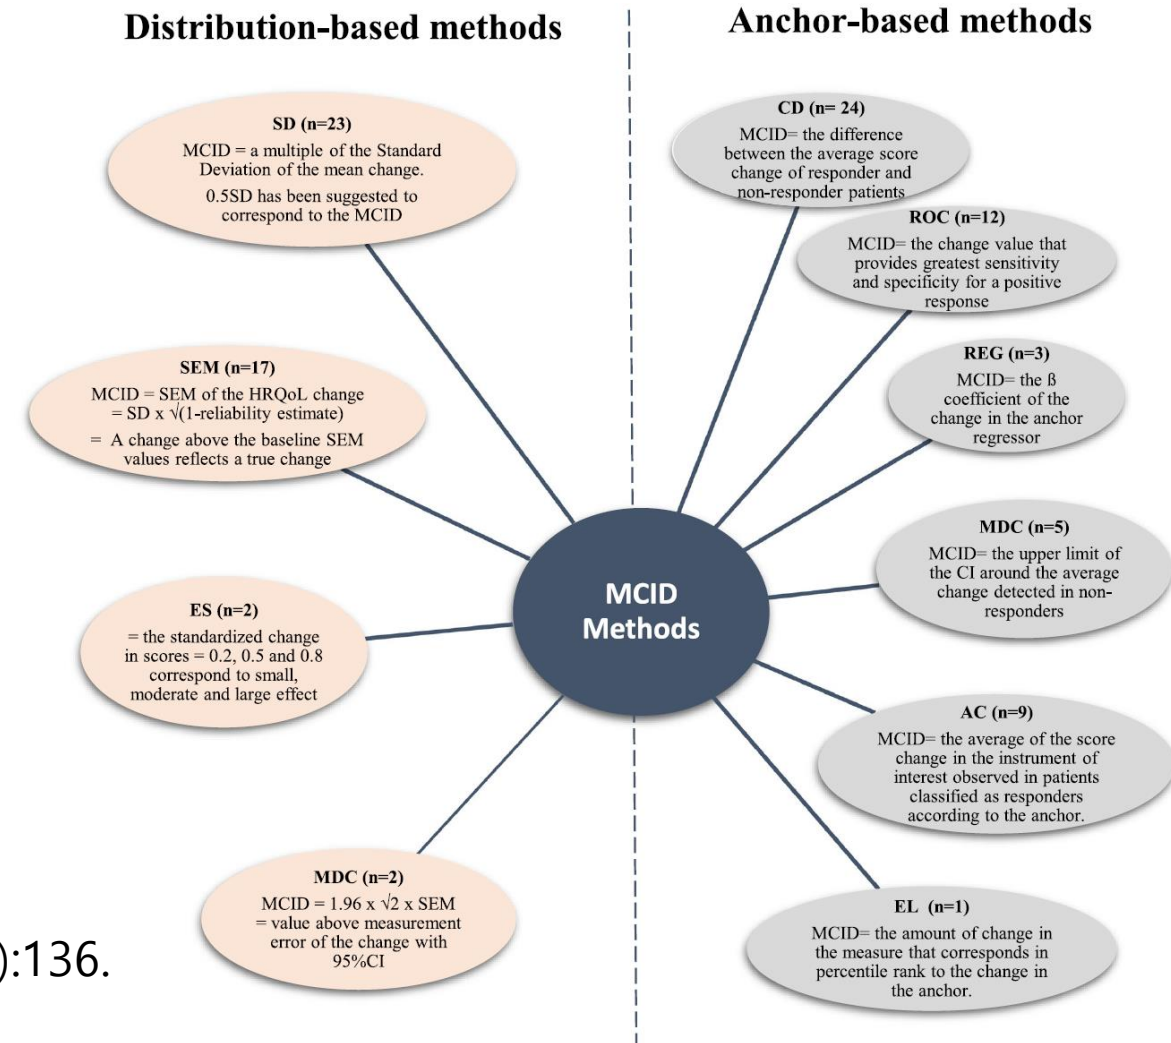 Distribution-based methods
SD (n=23)
MCID = a multiple of the Standard
Deviation of the mean change.
0.5SD has been suggested to
correspond to the MCID
SEM (n=17)
MCID = SEM of the HRQoL change
= SD x √(1-reliability estimate)
= A change above the baseline SEM
values reflects a true change
ES (n=2)
= the standardized change
in scores = 0.2, 0.5 and 0.8
correspond to small,
moderate and large effect
MDC (n=2)
MCID = 1.96 x √2 x SEM
= value above measurement
error of the change with
95%CI
):136.
MCID
Methods
Anchor-based methods
CD (n= 24)
MCID= the difference
between the average score
change of responder and
non-responder patients
ROC (n=12)
MCID= the change value that
provides greatest sensitivity
and specificity for a positive
response
REG (n=3)
MCID= the ß
coefficient of the
change in the anchor
regressor
MDC (n=5)
MCID= the upper limit of
the CI around the average
change detected in non-
responders
AC (n=9)
MCID= the average of the score
change in the instrument of
interest observed in patients
classified as responders
according to the anchor.
EL (n=1)
MCID= the amount of change in
the measure that corresponds in
percentile rank to the change in
the anchor.